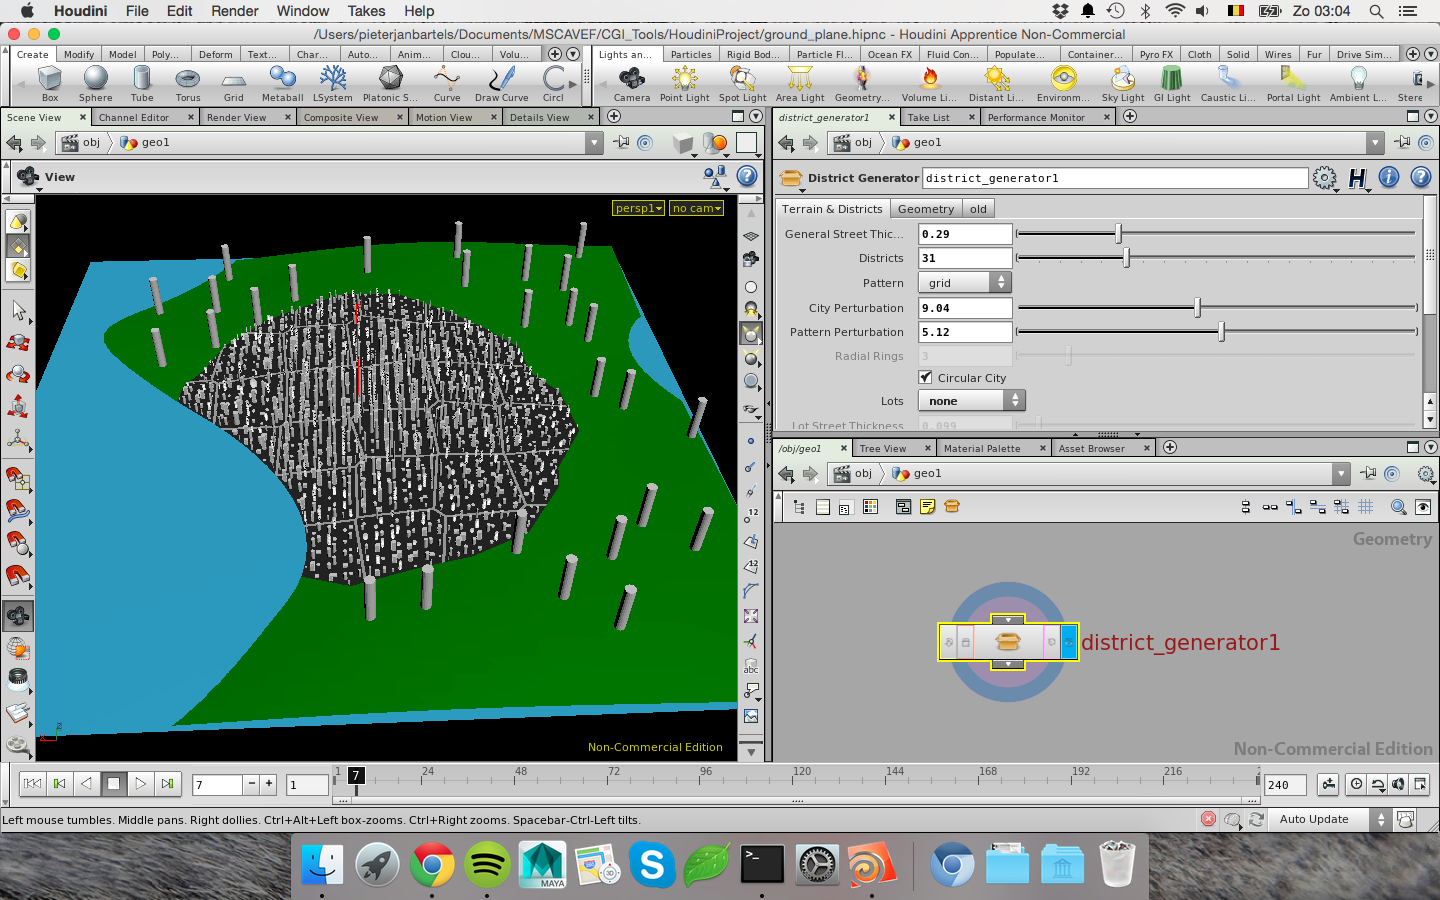 Houdini File Edit Render Window Takes Help Zo 03:04
/Users/pieterjanbartels/Documents/MSCAVEF/CGI_Tools/HoudiniProject/ground_plane.hipnc - Houdini Apprentice Non-Commercial
Create Modify Model Poly... Deform Text... Char... Auto... Anim... Clou... Volu...
Lights an... Particles Rigid Bod... Particle Fl... Ocean FX Fluid Con... Populate... Container... Pyro FX Cloth Solid Wires Fur Drive Sim...
Box Sphere Tube Torus Grid Metaball LSystem Platonic S... Curve Draw Curve Circl
Camera Point Light Spot Light Area Light Geometry... Volume Li... Distant Li... Environm... Sky Light GI Light Caustic Li... Portal Light Ambient L... Stere
Scene View Channel Editor Render View Composite View Motion View Details View
district_generator1 Take List Performance Monitor
obj geo1
obj geo1
View
District Generator district_generator1
persp1 no cam
Terrain & Districts Geometry old
General Street Thic... 0.29
Districts 31
Pattern grid
City Perturbation 9.04
Pattern Perturbation 5.12
Radial Rings 3
Circular City
Lots none
Lot Street Thickness 0.099
/obj/geo1 Tree View Material Palette Asset Browser
obj geo1
12
12
abc
Geometry
district_generator1
Non-Commercial Edition
Non-Commercial Edition
7 1 1 7 24 48 72 96 120 144 168 192 216 2 240
Left mouse tumbles. Middle pans. Right dollies. Ctrl+Alt+Left box-zooms. Ctrl+Right zooms. Spacebar-Ctrl-Left tilts.
Auto Update
MAYA